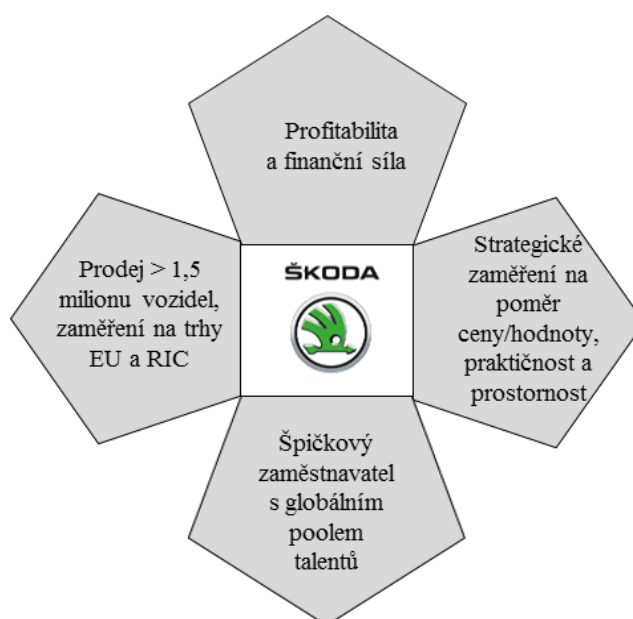 Profitabilita
a finanční síla
Prodej > 1,5
milionu vozidel,
zaměření na trhy
EU a RIC
ŠKODA
Strategické
zaměření na
poměr
ceny/hodnoty,
praktičnost a
prostornost
Špičkový
zaměstnavatel
s globálním
poolem
talentů